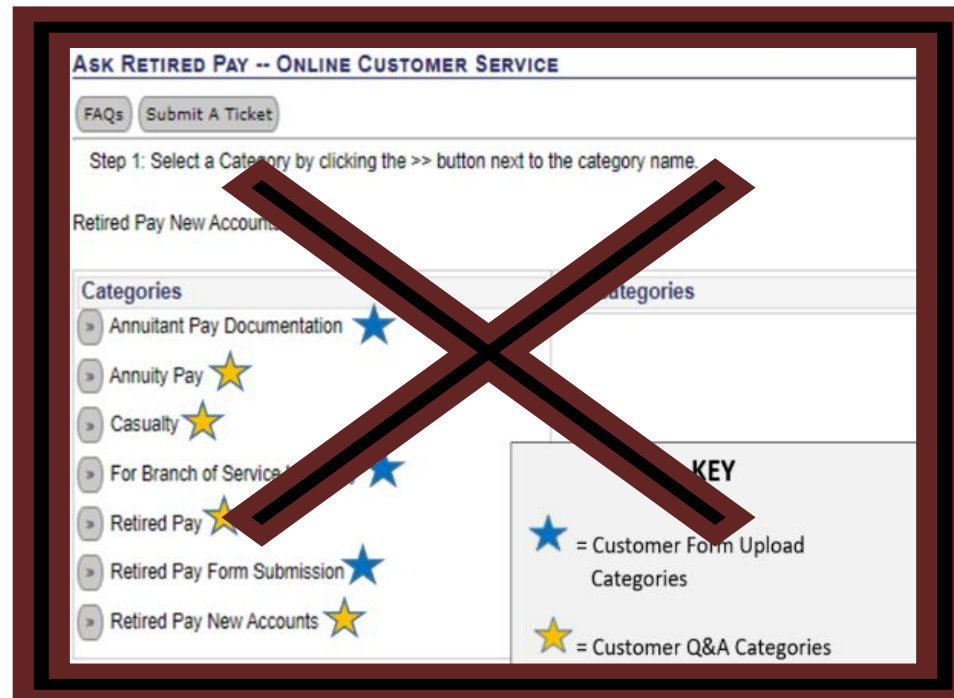 ASK RETIRED PAY -- ONLINE CUSTOMER SERVICE
FAQs Submit A Ticket
Step 1: Select a Category by clicking the >> button next to the category name.
Retired Pay New Accounts
Categories
» Annuitant Pay Documentation
» Annuity Pay
» Casualty
» For Branch of Service
» Retired Pay
» Retired Pay Form Submission
» Retired Pay New Accounts
KEY
= Customer Form Upload
Categories
= Customer Q&A Categories